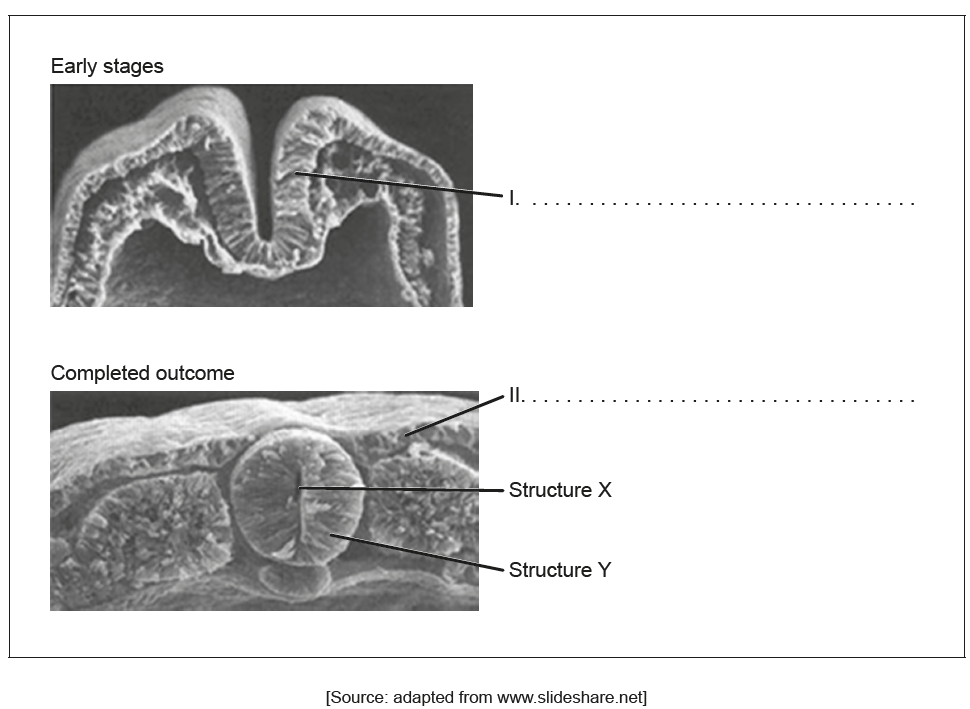 Early stages
I. . . . . . . . . . . . . . . . . . . . . . . . . . . . . . . . . . .
Completed outcome
II. . . . . . . . . . . . . . . . . . . . . . . . . . . . . . . . . . .
Structure X
Structure Y
[Source: adapted from www.slideshare.net]